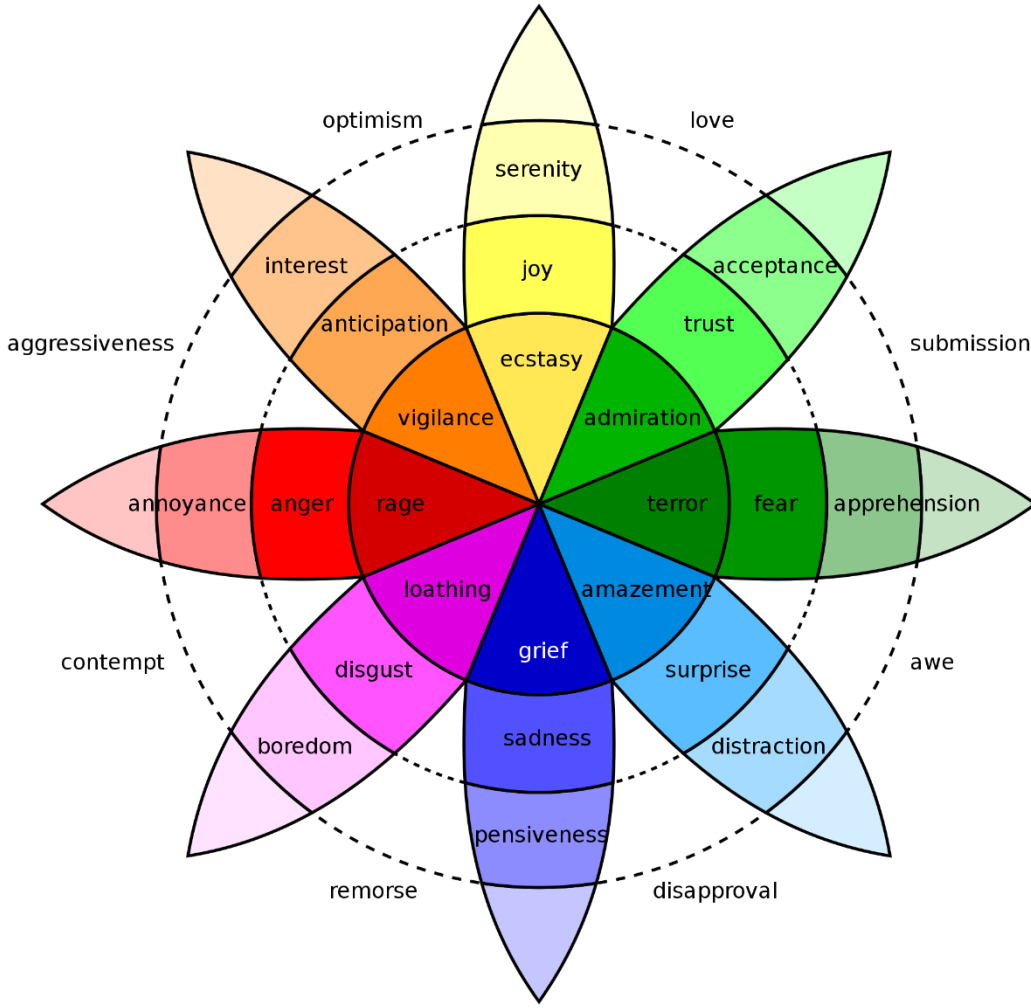 optimism
love
serenity
interest
joy
acceptance
anticipation
trust
aggressiveness
submission
ecstasy
vigilance
admiration
annoyance
anger
rage
terror
fear
apprehension
loathing
amazement
grief
contempt
disgust
surprise
awe
sadness
boredom
distraction
pensiveness
remorse
disapproval